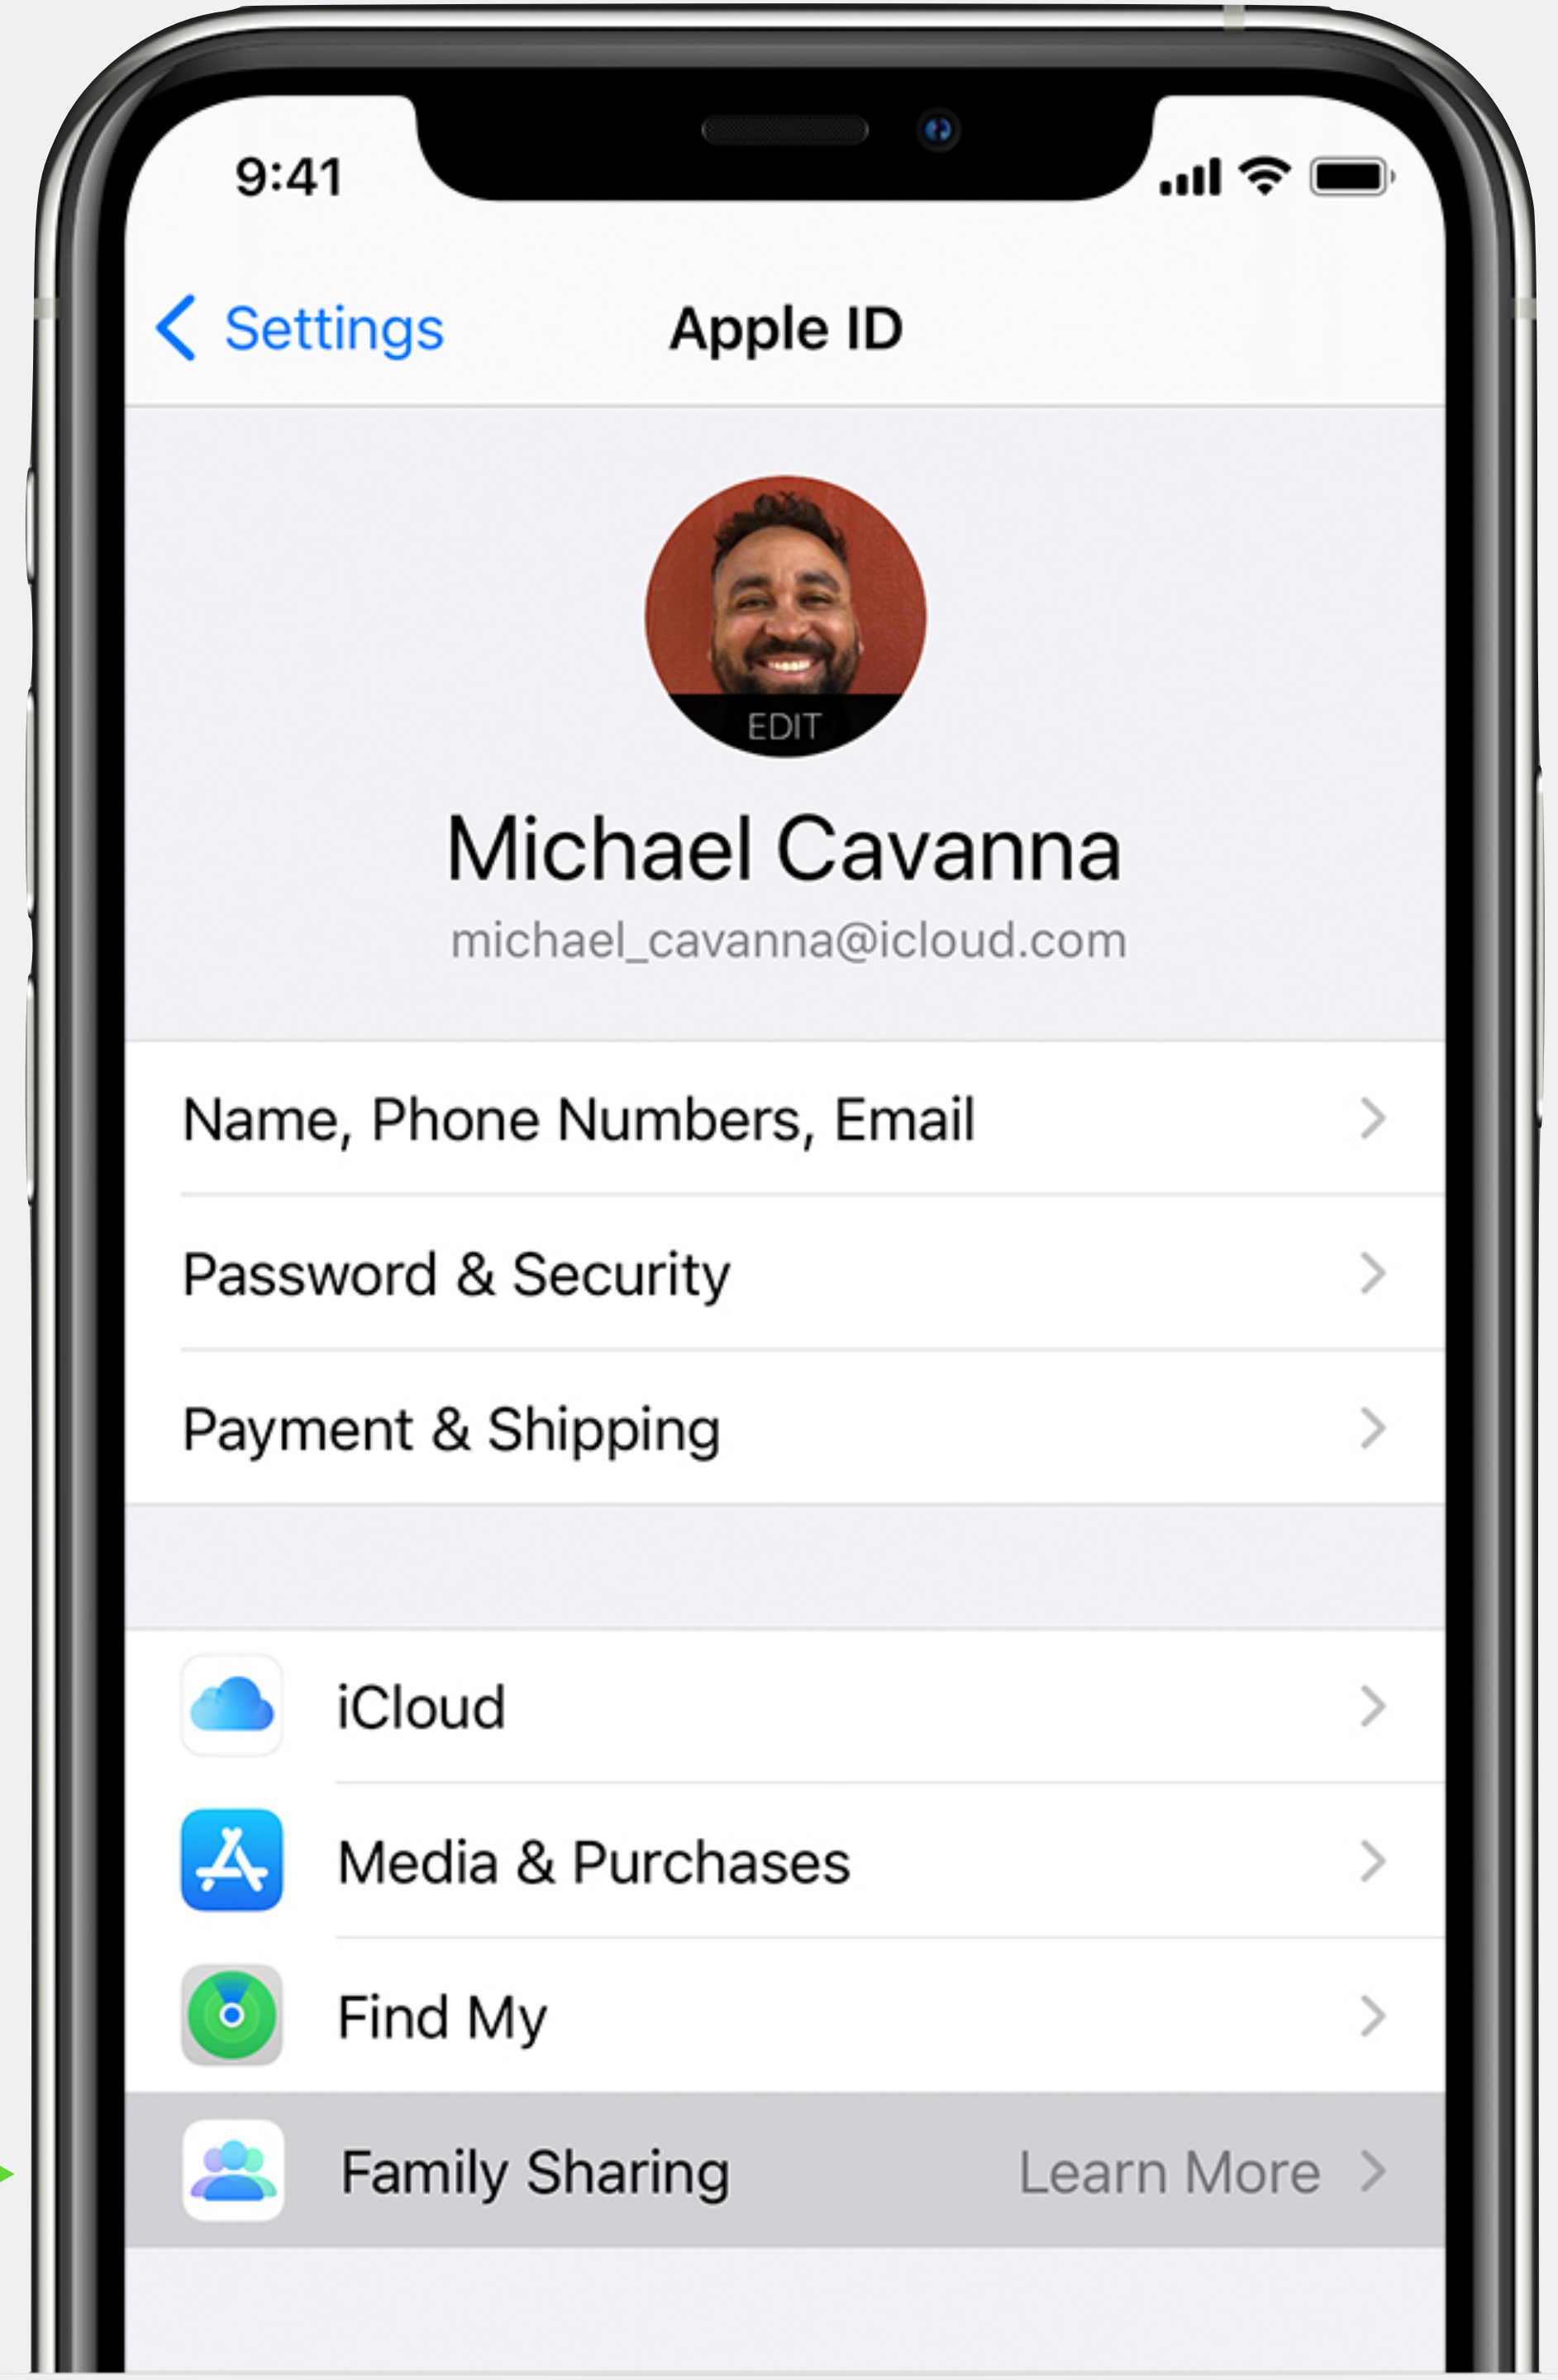 9:41
Settings
Apple ID
EDIT
Michael Cavanna
michael_cavanna@icloud.com
Name, Phone Numbers, Email
Password & Security
Payment & Shipping
iCloud
Media & Purchases
Find My
Family Sharing Learn More